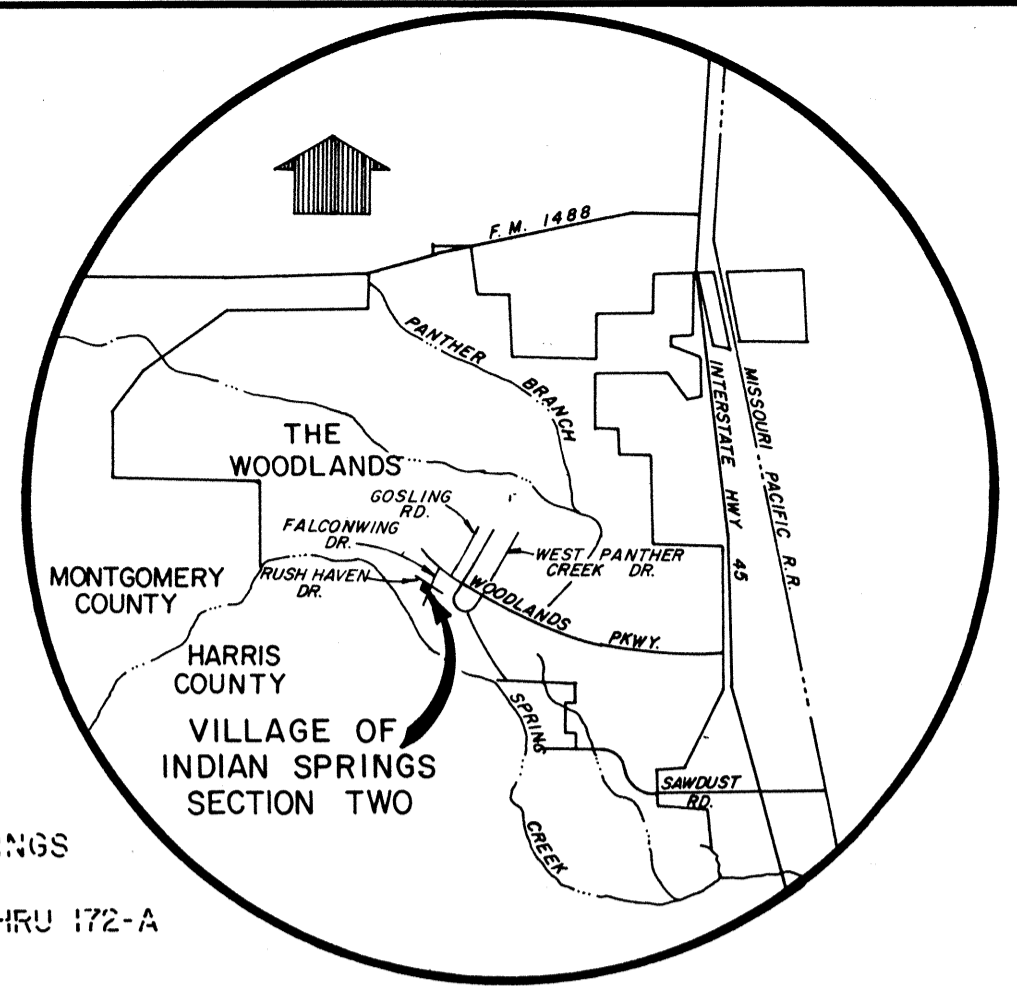 F. M. 1488
PANTHER
BRANCH
INTERSTATE HWY 45
MISSOURI PACIFIC R.R.
THE
WOODLANDS
GOSLING
RD.
FALCONWING
DR.
WEST PANTHER
CREEK DR.
RUSH HAVEN
DR.
WOODLANDS
PKWY.
MONTGOMERY
COUNTY
HARRIS
COUNTY
VILLAGE OF
INDIAN SPRINGS
SECTION TWO
SPRING
CREEK
SAWDUST
RD.
172-A